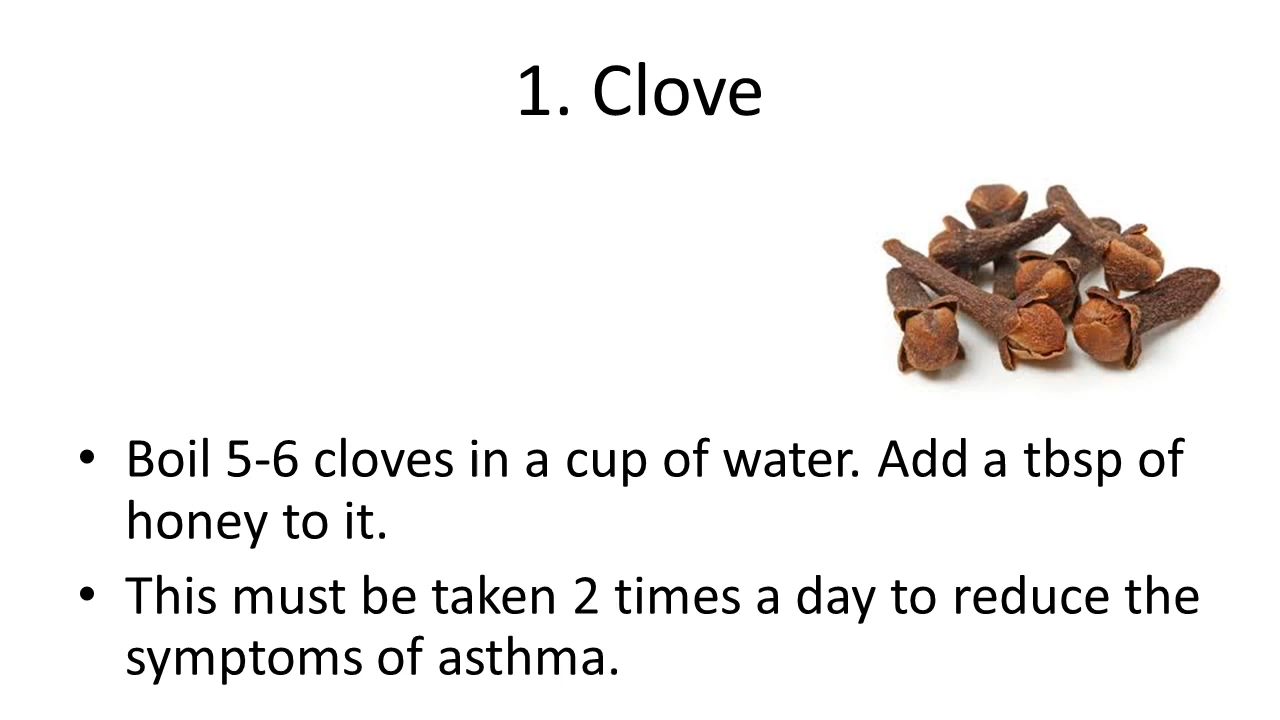 1. Clove
• Boil 5-6 cloves in a cup of water. Add a tbsp of
honey to it.
• This must be taken 2 times a day to reduce the
symptoms of asthma.